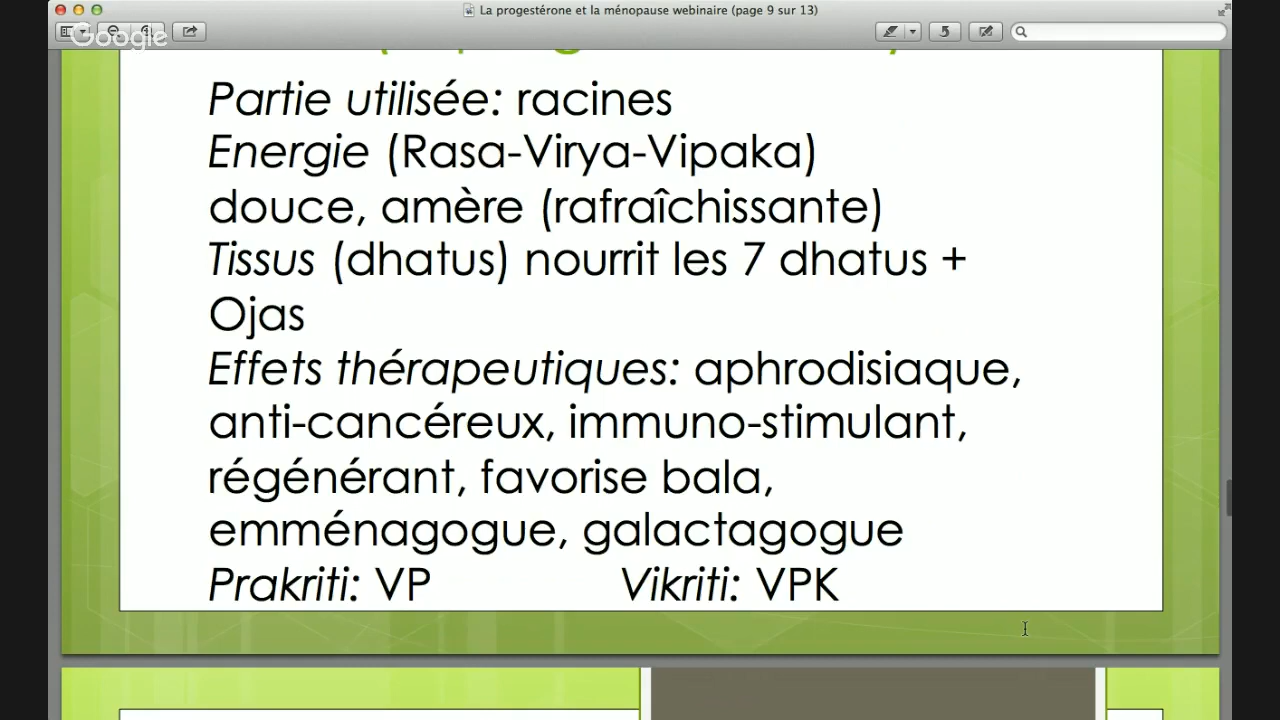 La progestérone et la ménopause webinaire (page 9 sur 13)
Google
Partie utilisée: racines
Energie (Rasa-Virya-Vipaka)
douce, amère (rafraîchissante)
Tissus (dhatus) nourrit les 7 dhatus +
Ojas
Effets thérapeutiques: aphrodisiaque,
anti-cancéreux, immuno-stimulant,
régénérant, favorise bala,
emménagogue, galactagogue
Prakriti: VP Vikriti: VPK